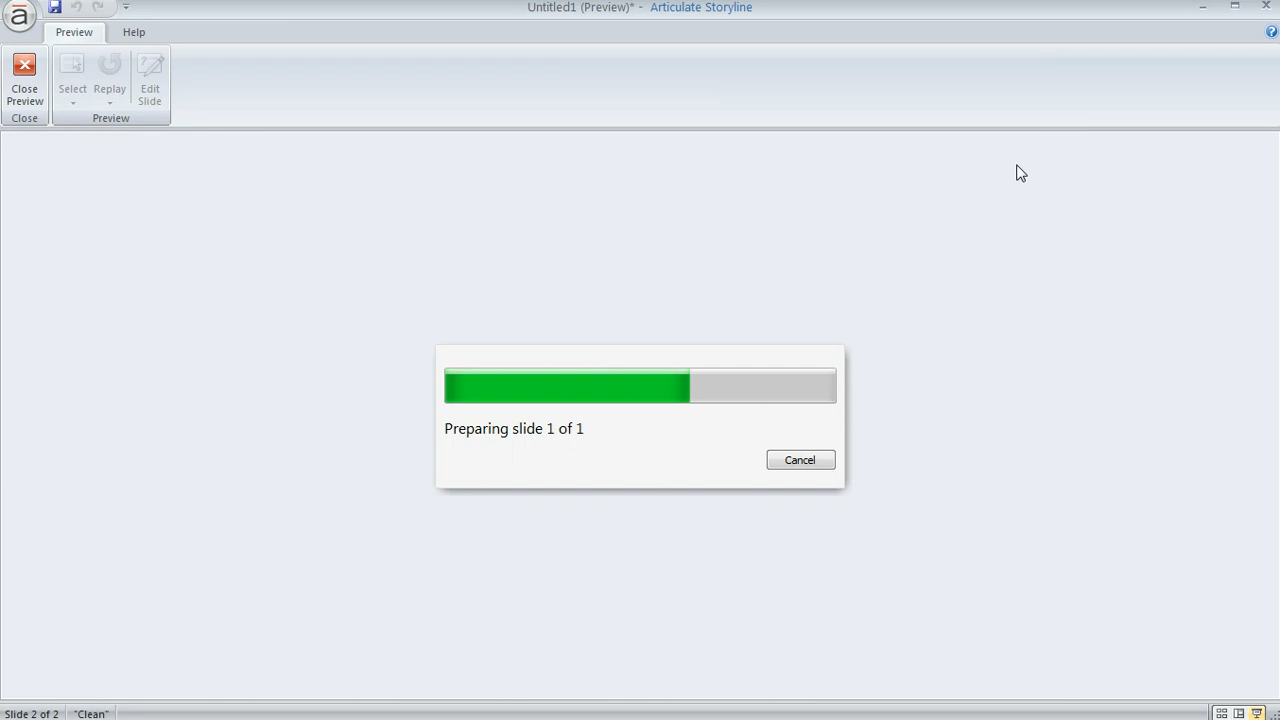 Untitled1 (Preview)* - Articulate Storyline
Preview Help
Close Preview
Select
Replay
Edit Slide
Close
Preview
Preparing slide 1 of 1
Cancel
Slide 2 of 2 "Clean"